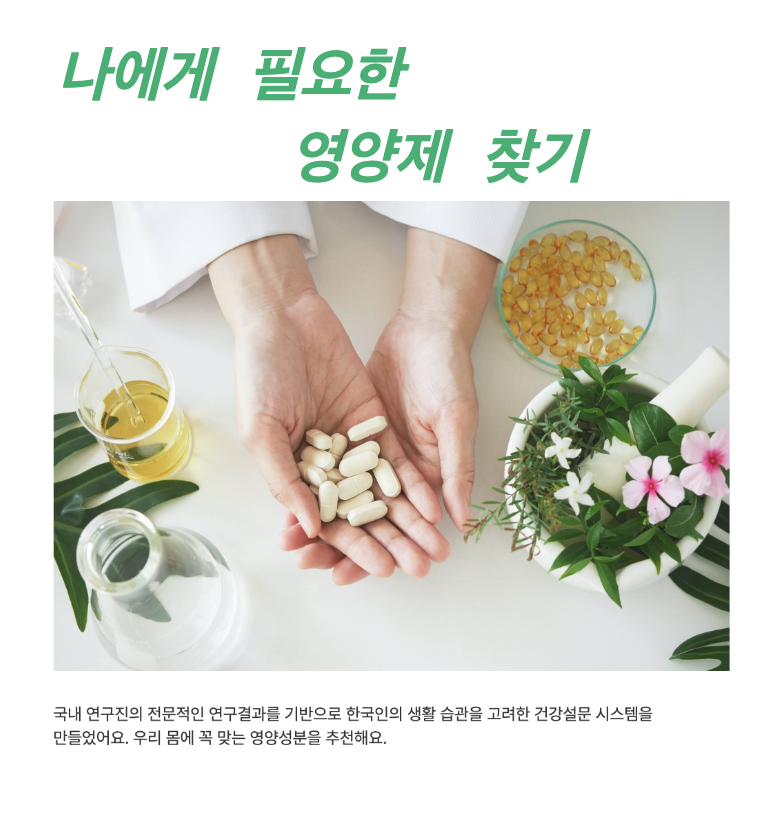 나에게 필요한
영양제 찾기
국내 연구진의 전문적인 연구결과를 기반으로 한국인의 생활 습관을 고려한 건강설문 시스템을
만들었어요. 우리 몸에 꼭 맞는 영양성분을 추천해요.